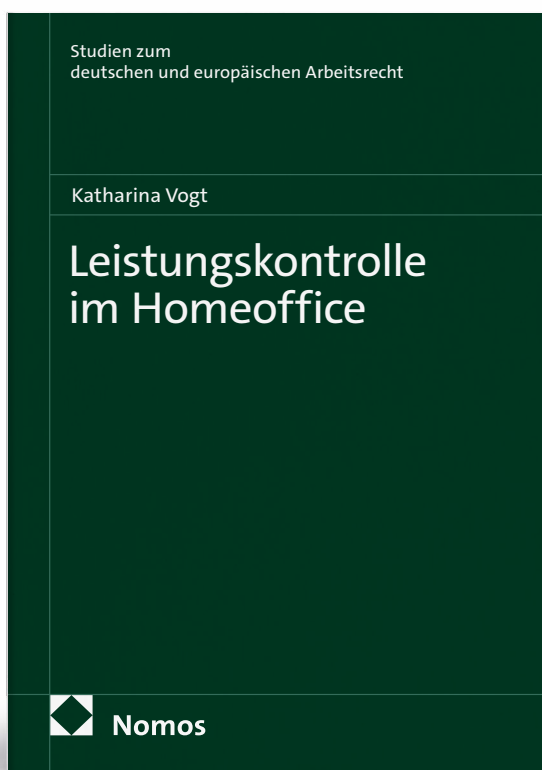 Studien zum
deutschen und europäischen Arbeitsrecht
Katharina Vogt
Leistungskontrolle
im Homeoffice
Nomos